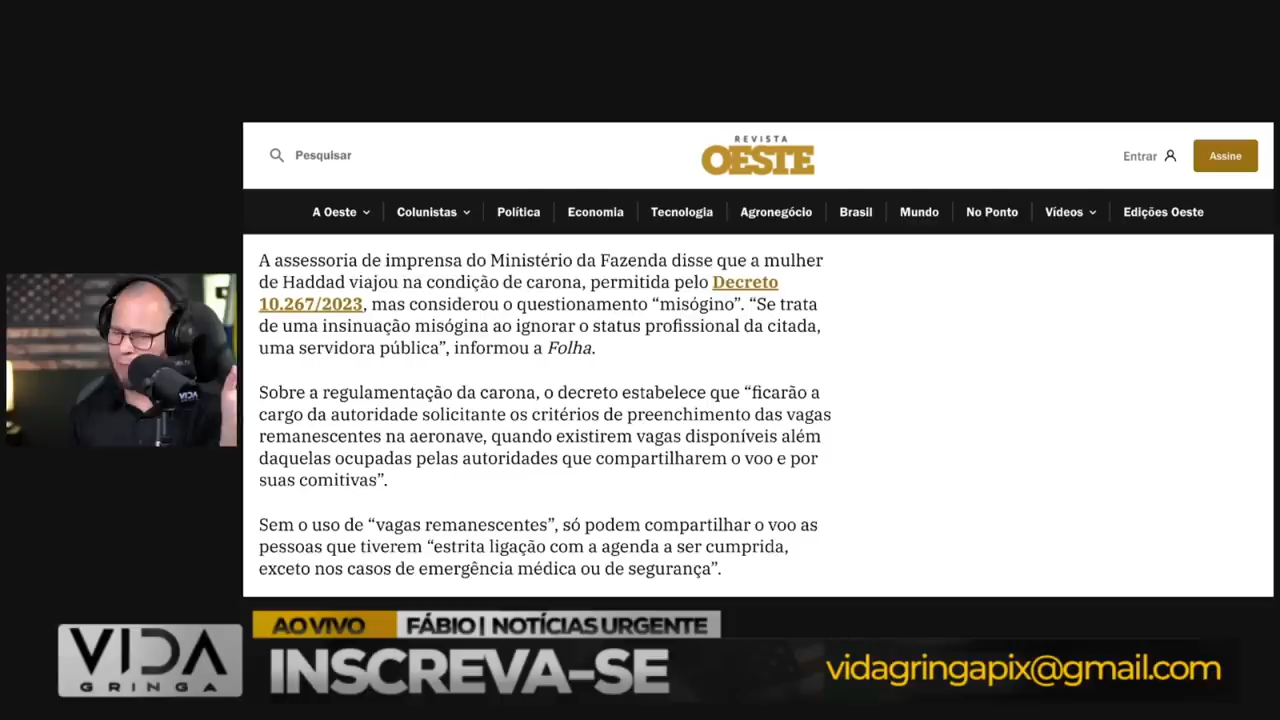 Pesquisar
REVISTA
OESTE
Entrar
Assine
A Oeste
Colunistas
Política
Economia
Tecnologia
Agronegócio
Brasil
Mundo
No Ponto
Vídeos
Edições Oeste
A assessoria de imprensa do Ministério da Fazenda disse que a mulher
de Haddad viajou na condição de carona, permitida pelo Decreto
10.267/2023, mas considerou o questionamento “misógino”. “Se trata
de uma insinuação misógina ao ignorar o status profissional da citada,
uma servidora pública”, informou a Folha.
Sobre a regulamentação da carona, o decreto estabelece que “ficarão a
cargo da autoridade solicitante os critérios de preenchimento das vagas
remanescentes na aeronave, quando existirem vagas disponíveis além
daquelas ocupadas pelas autoridades que compartilharem o voo e por
suas comitivas”.
Sem o uso de “vagas remanescentes”, só podem compartilhar o voo as
pessoas que tiverem “estrita ligação com a agenda a ser cumprida,
exceto nos casos de emergência médica ou de segurança”.
VIDA
GRINGA
AO VIVO
FÁBIO | NOTÍCIAS URGENTE
INSCREVA-SE
vidagringapix@gmail.com